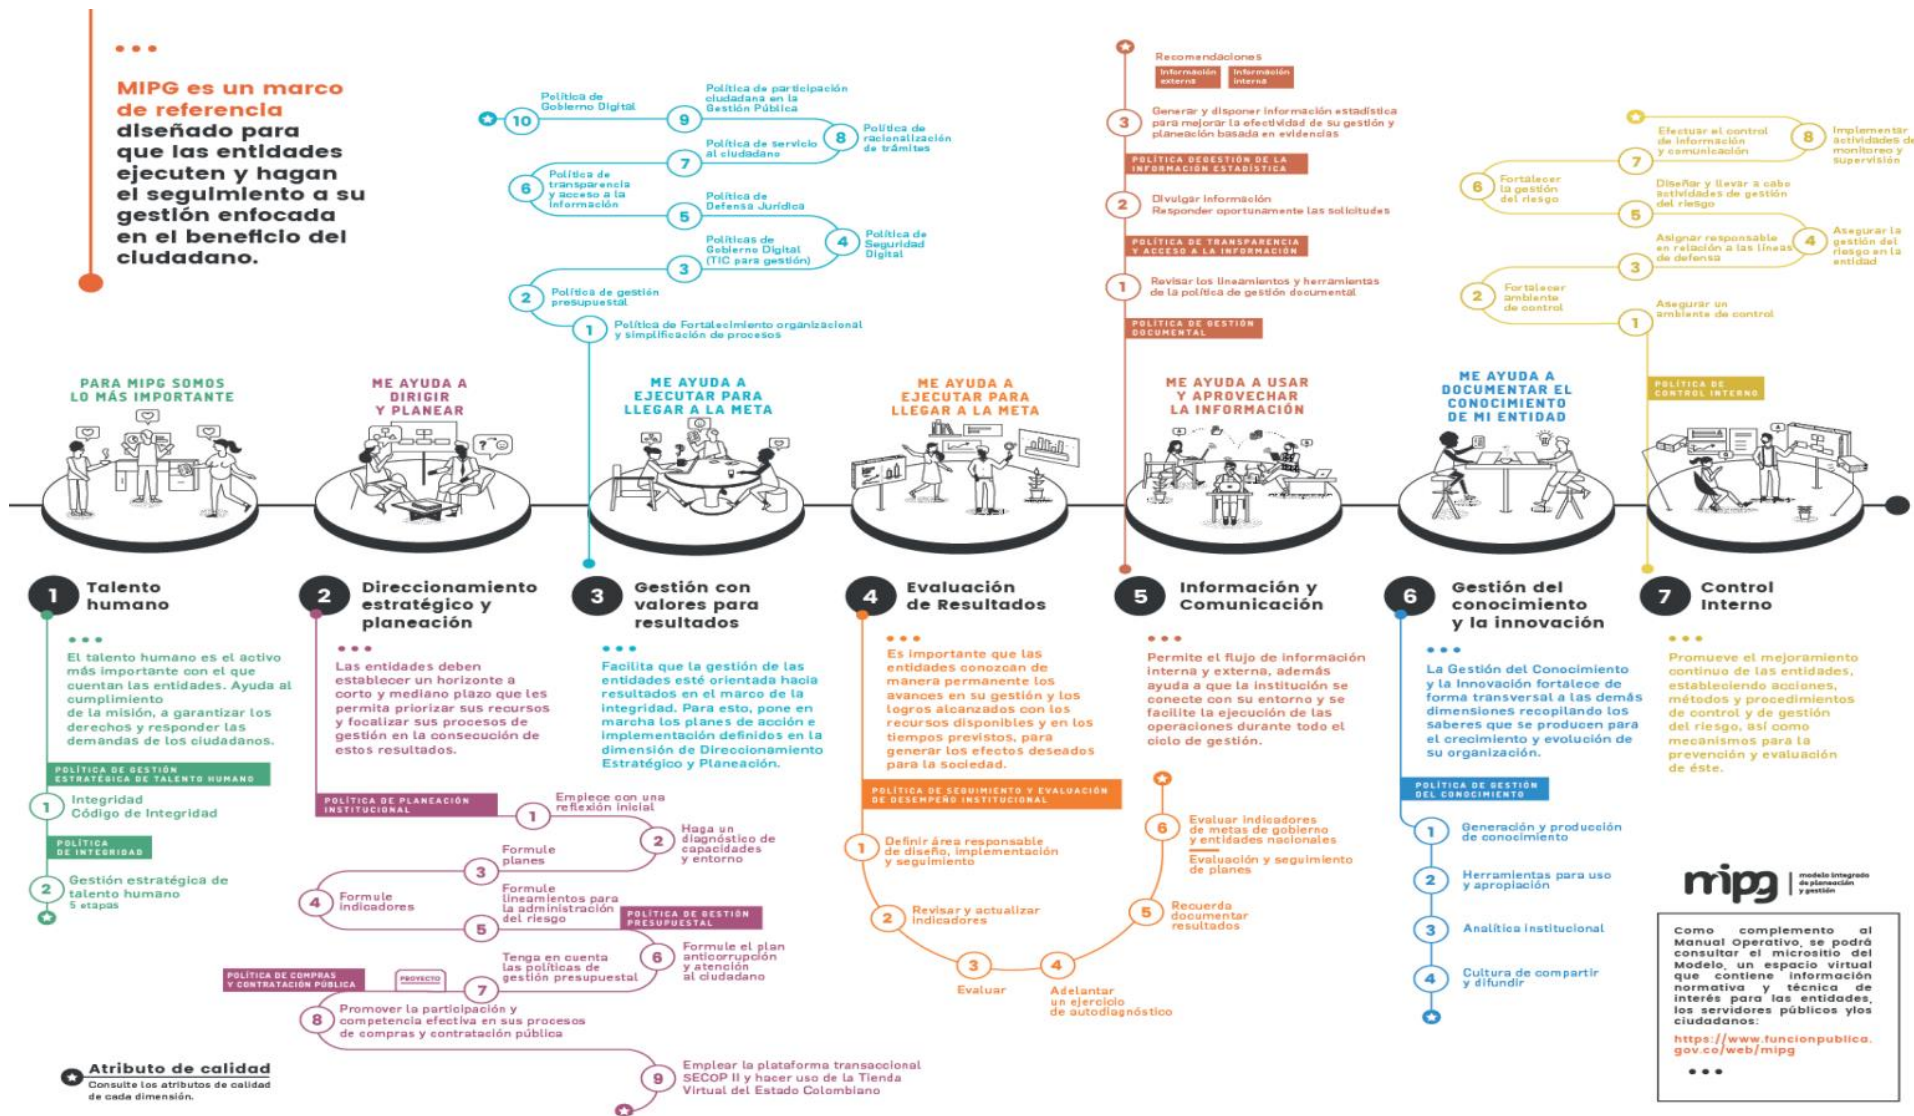 MIPG es un marco
de referencia
diseñado para
que las entidades
ejecuten y hagan
el seguimiento a su
gestión enfocada
en el beneficio del
ciudadano.
10
Política de
Gobierno Digital
9
Política de participación
ciudadana en la
Gestión Pública
8
Política de
racionalización
de trámites
7
Política de servicio
al ciudadano
6
Política de
transparencia
y acceso a la
información
5
Política de
Defensa Jurídica
4
Política de
Seguridad
Digital
3
Políticas de
Gobierno Digital
(TIC para gestión)
2
Política de gestión
presupuestal
1
Política de Fortalecimiento organizacional
y simplificación de procesos
Recomendaciones
Información
externa
Información
interna
3
Generar y disponer información estadística
para mejorar la efectividad de su gestión y
planeación basada en evidencias
POLÍTICA DEGESTIÓN DE LA
INFORMACIÓN ESTADÍSTICA
2
Divulgar información
Responder oportunamente las solicitudes
POLÍTICA DE TRANSPARENCIA
Y ACCESO A LA INFORMACIÓN
1
Revisar los lineamientos y herramientas
de la política de gestión documental
POLÍTICA DE GESTIÓN
DOCUMENTAL
8
Implementar
actividades de
monitoreo y
supervisión
7
Efectuar el control
de información
y comunicación
6
Fortalecer
la gestión
del riesgo
5
Diseñar y llevar a cabo
actividades de gestión
del riesgo
4
Asegurar la
gestión del
riesgo en la
entidad
3
Asignar responsable
en relación a las líneas
de defensa
2
Fortalecer
ambiente
de control
1
Asegurar un
ambiente de control
POLÍTICA DE
CONTROL INTERNO
PARA MIPG SOMOS
LO MÁS IMPORTANTE
ME AYUDA A
DIRIGIR
Y PLANEAR
ME AYUDA A
EJECUTAR PARA
LLEGAR A LA META
ME AYUDA A
EJECUTAR PARA
LLEGAR A LA META
ME AYUDA A USAR
Y APROVECHAR
LA INFORMACIÓN
ME AYUDA A
DOCUMENTAR EL
CONOCIMIENTO
DE MI ENTIDAD
1
Talento
humano
El talento humano es el activo
más importante con el que
cuentan las entidades. Ayuda al
cumplimiento
de la misión, a garantizar los
derechos y responder las
demandas de los ciudadanos.
POLÍTICA DE GESTIÓN
ESTRATÉGICA DE TALENTO HUMANO
1
Integridad
Código de Integridad
POLÍTICA
DE INTEGRIDAD
2
Gestión estratégica de
talento humano
5 etapas
2
Direccionamiento
estratégico y
planeación
Las entidades deben
establecer un horizonte a
corto y mediano plazo que les
permita priorizar sus recursos
y focalizar sus procesos de
gestión en la consecución de
estos resultados.
POLÍTICA DE PLANEACIÓN
INSTITUCIONAL
1
Empiece con una
reflexión inicial
2
Haga un
diagnóstico de
capacidades
y entorno
3
Formule
planes
4
Formule
indicadores
5
Formule
lineamientos para
la administración
del riesgo
POLÍTICA DE GESTIÓN
PRESUPUESTAL
6
Formule el plan
anticorrupción
y atención
al ciudadano
7
Tenga en cuenta
las políticas de
gestión presupuestal
PROYECTO
POLÍTICA DE COMPRAS
Y CONTRATACIÓN PÚBLICA
8
Promover la participación y
competencia efectiva en sus procesos
de compras y contratación pública
9
Emplear la plataforma transaccional
SECOP II y hacer uso de la Tienda
Virtual del Estado Colombiano
3
Gestión con
valores para
resultados
Facilita que la gestión de las
entidades esté orientada hacia
resultados en el marco de la
integridad. Para esto, pone en
marcha los planes de acción e
implementación definidos en la
dimensión de Direccionamiento
Estratégico y Planeación.
4
Evaluación
de Resultados
Es importante que las
entidades conozcan de
manera permanente los
avances en su gestión y los
logros alcanzados con los
recursos disponibles y en los
tiempos previstos, para
generar los efectos deseados
para la sociedad.
POLÍTICA DE SEGUIMIENTO Y EVALUACIÓN
DE DESEMPEÑO INSTITUCIONAL
1
Definir área responsable
de diseño, implementación
y seguimiento
2
Revisar y actualizar
indicadores
3
Evaluar
4
Adelantar
un ejercicio
de autodiagnóstico
5
Recuerda
documentar
resultados
6
Evaluar indicadores
de metas de gobierno
y entidades nacionales
Evaluación y seguimiento
de planes
5
Información y
Comunicación
Permite el flujo de información
interna y externa, además
ayuda a que la institución se
conecte con su entorno y se
facilite la ejecución de las
operaciones durante todo el
ciclo de gestión.
6
Gestión del
conocimiento
y la innovación
La Gestión del Conocimiento
y la Innovación fortalece de
forma transversal a las demás
dimensiones recopilando los
saberes que se producen para
el crecimiento y evolución de
su organización.
POLÍTICA DE GESTIÓN
DEL CONOCIMIENTO
1
Generación y producción
de conocimiento
2
Herramientas para uso
y apropiación
3
Analítica institucional
4
Cultura de compartir
y difundir
7
Control
Interno
Promueve el mejoramiento
continuo de las entidades,
estableciendo acciones,
métodos y procedimientos
de control y de gestión
del riesgo, así como
mecanismos para la
prevención y evaluación
de éste.
mipg
modelo integrado
de planeación
y gestión
Como complemento al
Manual Operativo, se podrá
consultar el micrositio del
Modelo, un espacio virtual
que contiene información
normativa y técnica de
interés para las entidades,
los servidores públicos ylos
ciudadanos:
https://www.funcionpublica.
gov.co/web/mipg
Atributo de calidad
Consulte los atributos de calidad
de cada dimensión.